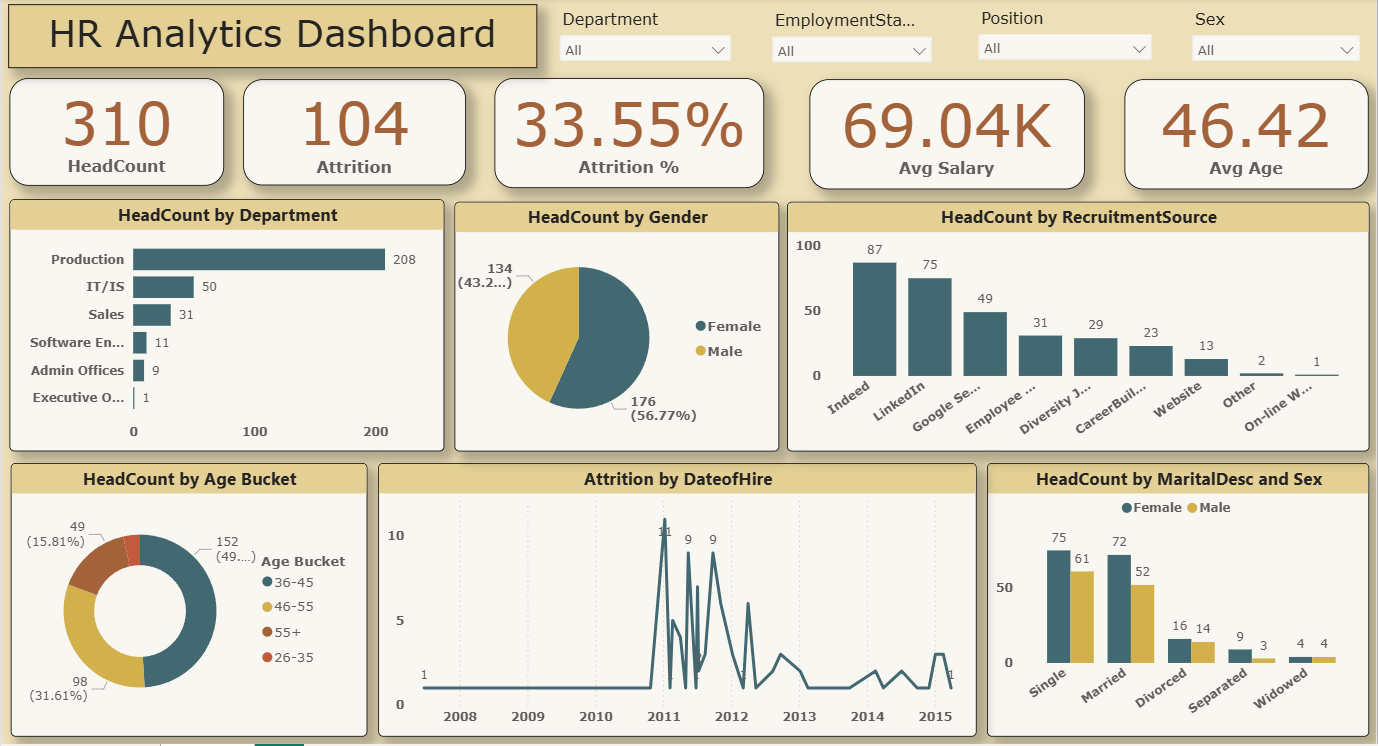 HR Analytics Dashboard
Department
All
EmploymentSta...
All
Position
All
Sex
All
310
HeadCount
104
Attrition
33.55%
Attrition %
69.04K
Avg Salary
46.42
Avg Age
HeadCount by Department
Production
208
IT/IS
50
Sales
31
Software En...
11
Admin Offices
9
Executive O...
1
0
100
200
HeadCount by Gender
134
(43.2...)
176
(56.77%)
Female
Male
HeadCount by RecruitmentSource
100
50
0
87
75
49
31
29
23
13
2
1
Indeed
LinkedIn
Google Se...
Employee ...
Diversity J...
CareerBuil...
Website
Other
On-line W...
HeadCount by Age Bucket
49
(15.81%)
152
(49....)
98
(31.61%)
Age Bucket
36-45
46-55
55+
26-35
Attrition by DateofHire
10
5
0
1
11
9
9
1
1
1
2008
2009
2010
2011
2012
2013
2014
2015
HeadCount by MaritalDesc and Sex
Female
Male
50
0
75
61
72
52
16
14
9
3
4
4
Single
Married
Divorced
Separated
Widowed